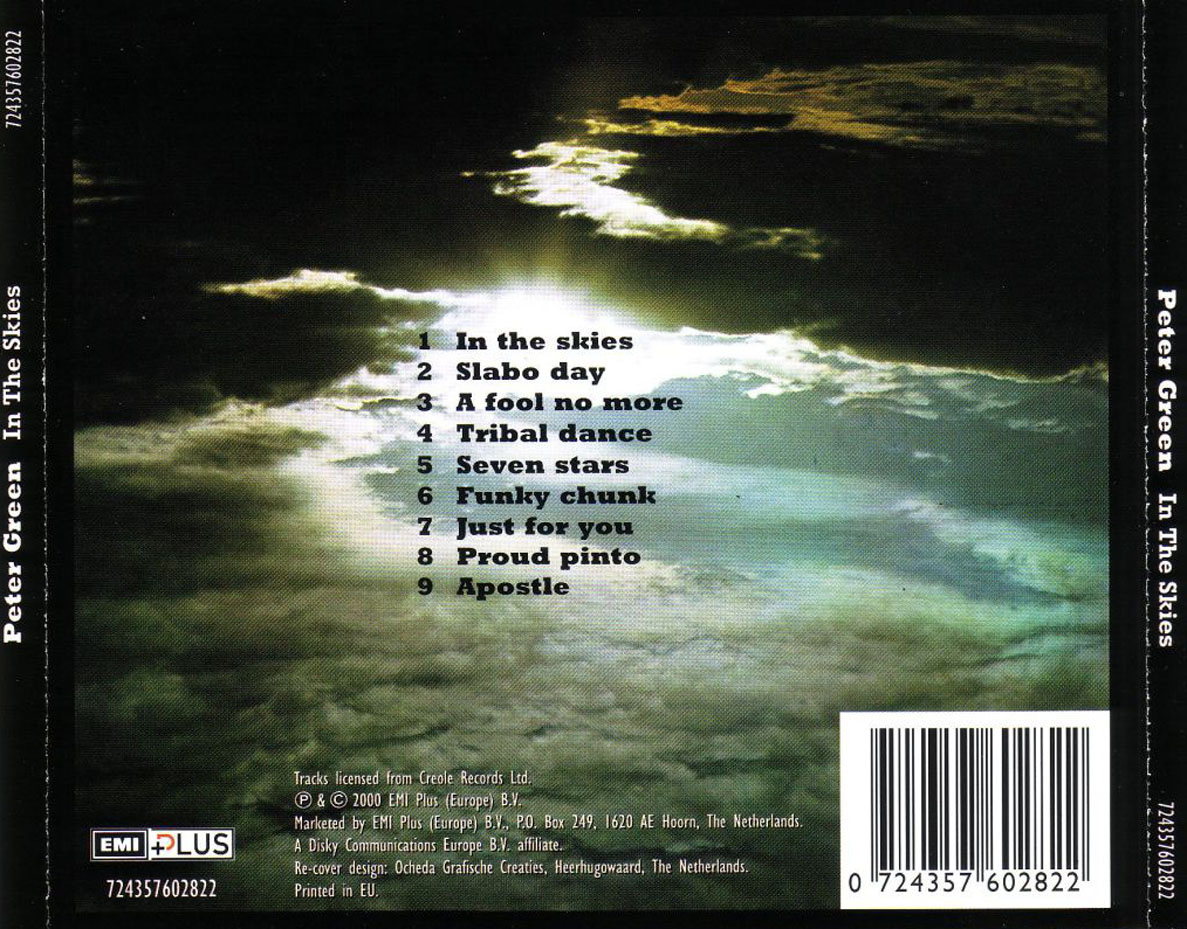 724357602822
Peter Green In The Skies
1 In the skies
2 Slabo day
3 A fool no more
4 Tribal dance
5 Seven stars
6 Funky chunk
7 Just for you
8 Proud pinto
9 Apostle
Tracks licensed from Creole Records Ltd.
Ⓟ & © 2000 EMI Plus (Europe) B.V.
Marketed by EMI Plus (Europe) B.V., P.O. Box 249, 1620 AE Hoorn, The Netherlands.
A Disky Communications Europe B.V. affiliate.
Re-cover design: Ocheda Grafische Creaties, Heerhugowaard, The Netherlands.
Printed in EU.
EMI PLUS
724357602822
0 724357 602822
Peter Green In The Skies
724357602822